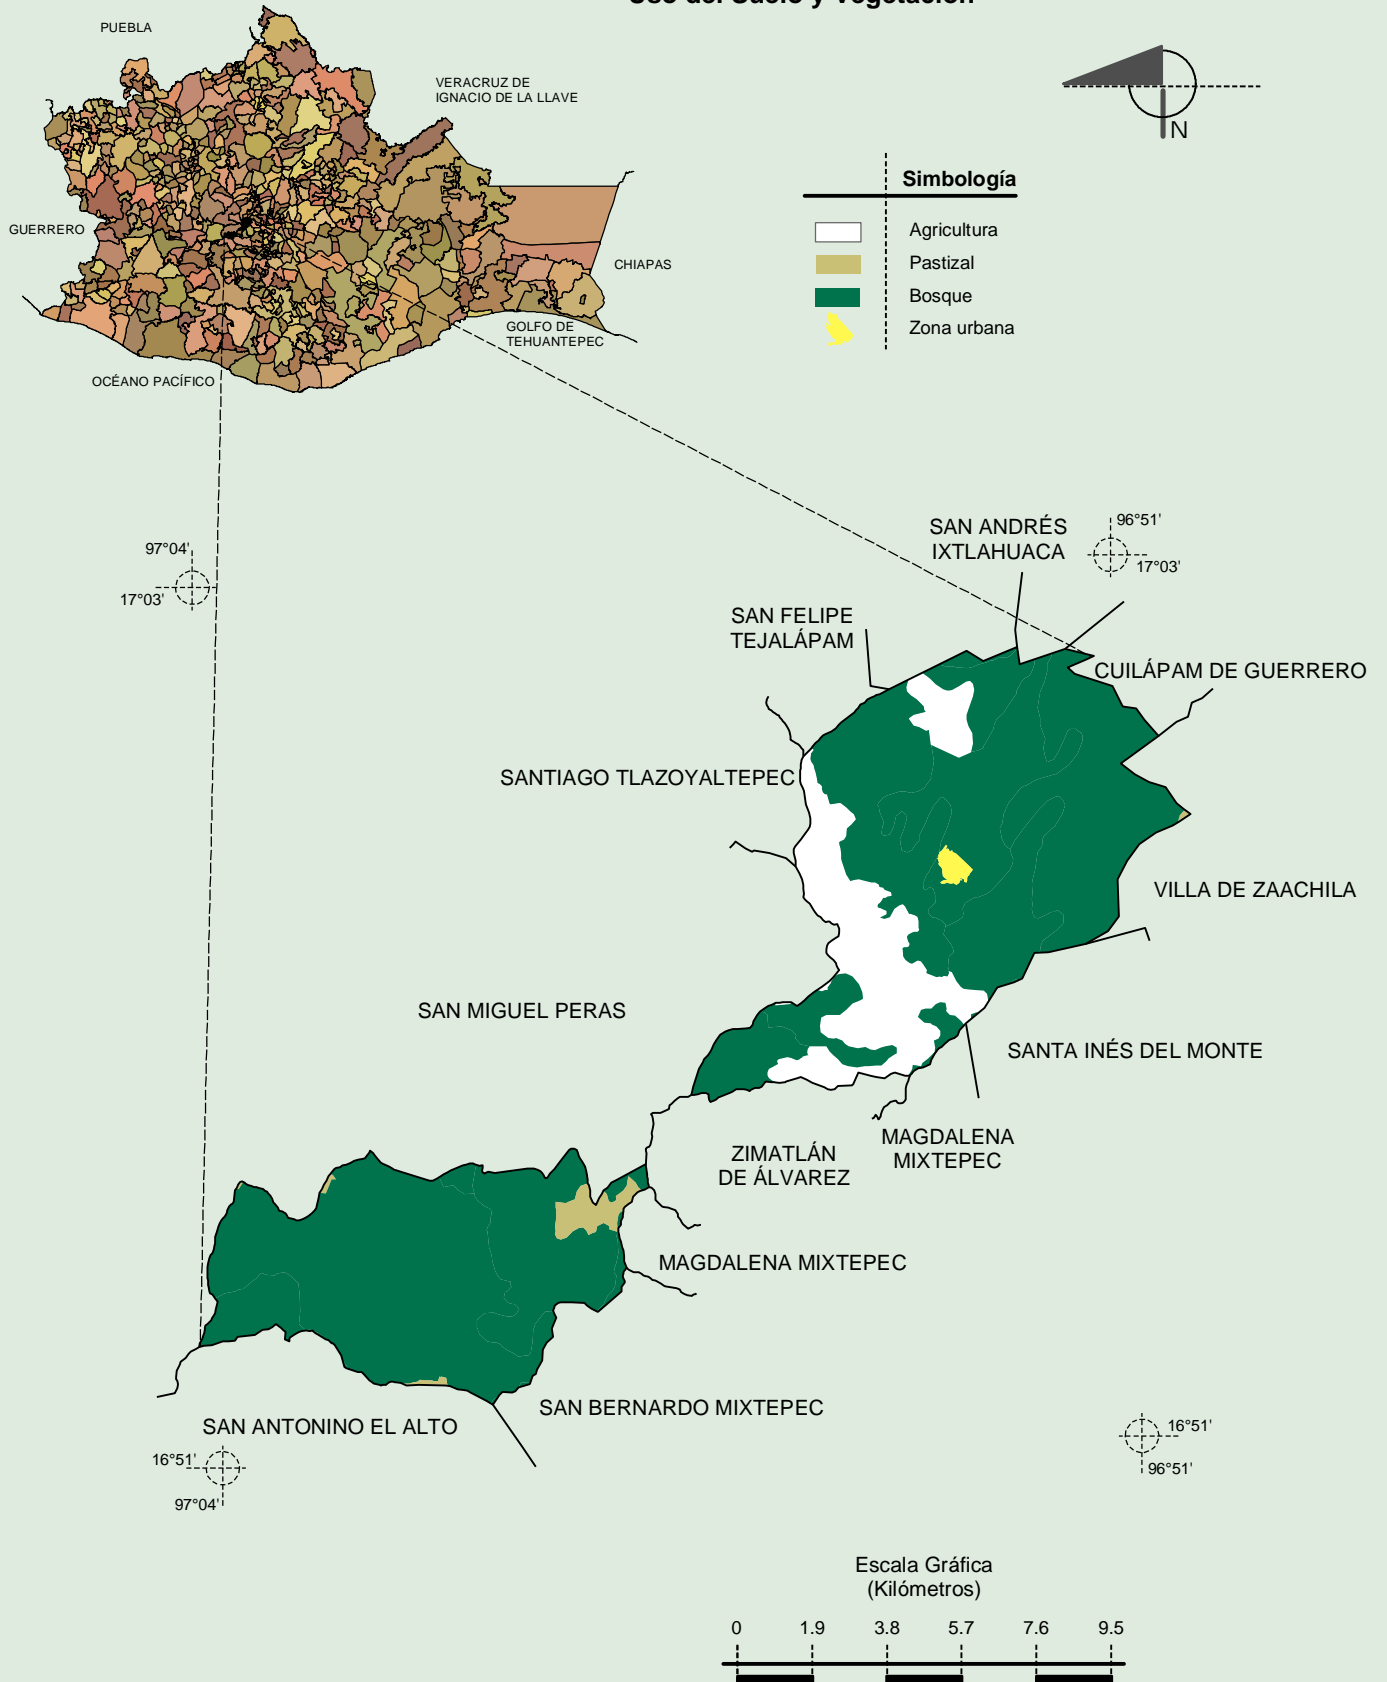 Uso del Suelo y Vegetación
PUEBLA
VERACRUZ DE
IGNACIO DE LA LLAVE
N
Simbología
Agricultura
Pastizal
Bosque
Zona urbana
GUERRERO
CHIAPAS
GOLFO DE
TEHUANTEPEC
OCÉANO PACÍFICO
97°04'
17°03'
SAN ANDRÉS
IXTLAHUACA
96°51'
17°03'
SAN FELIPE
TEJALÁPAM
CUILÁPAM DE GUERRERO
SANTIAGO TLAZOYALTEPEC
VILLA DE ZAACHILA
SAN MIGUEL PERAS
SANTA INÉS DEL MONTE
MAGDALENA
MIXTEPEC
ZIMATLÁN
DE ÁLVAREZ
MAGDALENA MIXTEPEC
SAN BERNARDO MIXTEPEC
SAN ANTONINO EL ALTO
16°51'
97°04'
16°51'
96°51'
Escala Gráfica
(Kilómetros)
0 1.9 3.8 5.7 7.6 9.5